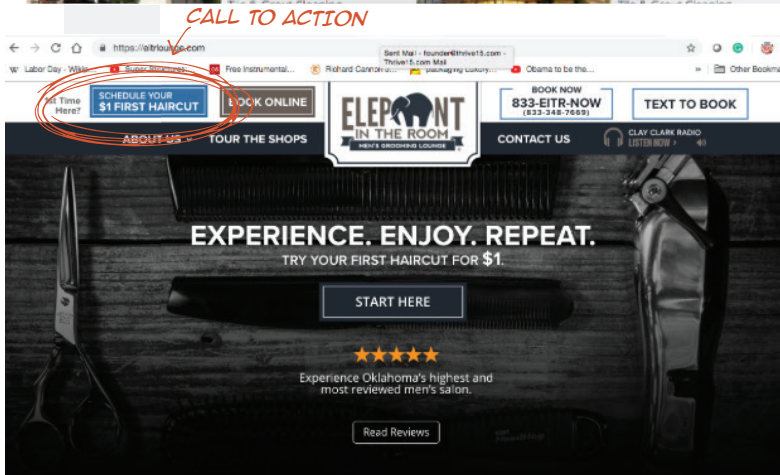 CALL TO ACTION
https://eitrlounge.com
Sent Mail - founder@thrive15.com -
Thrive15.com Mail
Labor Day - Wiki...
Free Instrumental...
Richard
Obama to be the...
Other Bookma
1st Time
Here?
SCHEDULE YOUR
$1 FIRST HAIRCUT
BOOK ONLINE
ELEPHANT
IN THE ROOM
MEN'S GROOMING LOUNGE
BOOK NOW
833-EITR-NOW
(833-348-7669)
TEXT TO BOOK
ABOUT US
TOUR THE SHOPS
CONTACT US
CLAY CLARK RADIO
LISTEN NOW >
EXPERIENCE. ENJOY. REPEAT.
TRY YOUR FIRST HAIRCUT FOR $1.
START HERE
Experience Oklahoma's highest and
most reviewed men's salon.
Read Reviews